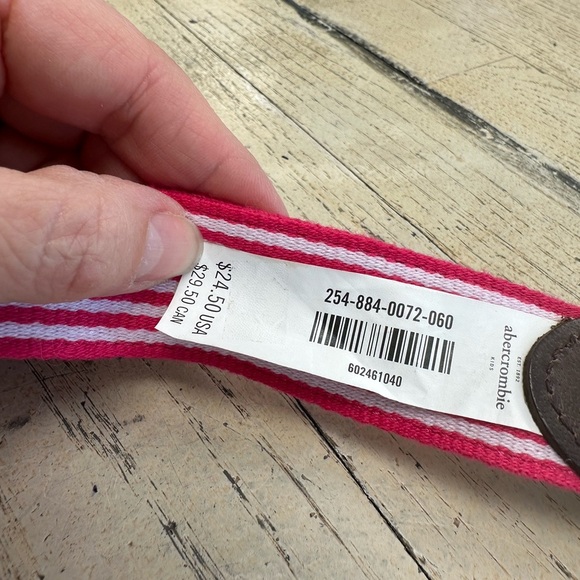 $24.50 USA
$29.50 CAN
254-884-0072-060
602461040
abercrombie
EST. 1892
KIDS